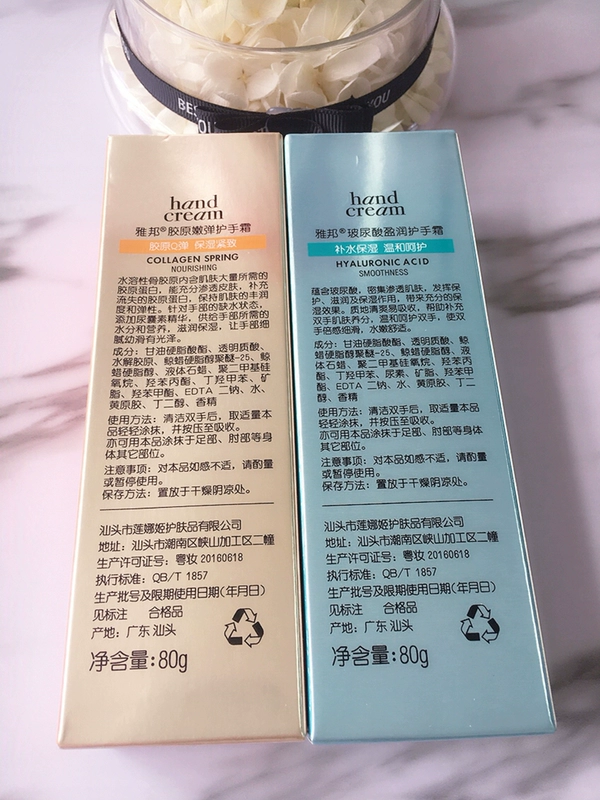 BES
YOU
OU
hand
cream
雅邦®胶原嫩弹护手霜
胶原Q弹 保湿紧致
COLLAGEN SPRING
NOURISHING
水溶性骨胶原内含肌肤大量所需的
胶原蛋白，能充分渗透皮肤，补充
流失的胶原蛋白，保持肌肤的丰润
度和弹性。针对手部的缺水状态，
添加尿囊素精华，供给手部所需的
水分和营养，滋润保湿，让手部细
腻幼滑有光泽。
成分：甘油硬脂酸酯、透明质酸、
水解胶原、鲸蜡硬脂醇聚醚-25、鲸
蜡硬脂醇、液体石蜡、聚二甲基硅
氧烷、羟苯丙酯、丁羟甲苯、矿
脂、羟苯甲酯、EDTA 二钠、水、
黄原胶、丁二醇、香精
使用方法：清洁双手后，取适量本
品轻轻涂抹，并按压至吸收。
亦可用本品涂抹于足部、肘部等身
体其它部位。
注意事项：对本品如感不适，请酌量
或暂停使用。
保存方法：置放于干燥阴凉处。
汕头市莲娜姬护肤品有限公司
地址：汕头市潮南区峡山加工区二幢
生产许可证号：粤妆 20160618
执行标准：QB/T 1857
生产批号及限期使用日期(年月日)
见标注 合格品
产地：广东 汕头
净含量:80g
hand
cream
雅邦®玻尿酸盈润护手霜
补水保湿 温和呵护
HYALURONIC ACID
SMOOTHNESS
蕴含玻尿酸，密集渗透肌肤，发挥保
护、滋润及保湿作用，带来充分的保
湿效果。质地清爽易吸收，帮助补充
双手肌肤养分，温和呵护双手，使双
手倍感细滑，水嫩舒适。
成分：甘油硬脂酸酯、透明质酸、鲸
蜡硬脂醇聚醚-25、鲸蜡硬脂醇、液
体石蜡、聚二甲基硅氧烷、羟苯丙
酯、丁羟甲苯、尿素、矿脂、羟苯甲
酯、EDTA 二钠、水、黄原胶、丁二
醇、香精
使用方法：清洁双手后，取适量本
品轻轻涂抹，并按压至吸收。
亦可用本品涂抹于足部、肘部等身
体其它部位。
注意事项：对本品如感不适，请酌量
或暂停使用。
保存方法：置放于干燥阴凉处。
汕头市莲娜姬护肤品有限公司
地址：汕头市潮南区峡山加工区二幢
生产许可证号：粤妆 20160618
执行标准：QB/T 1857
生产批号及限期使用日期(年月日)
见标注 合格品
产地：广东 汕头
净含量:80g